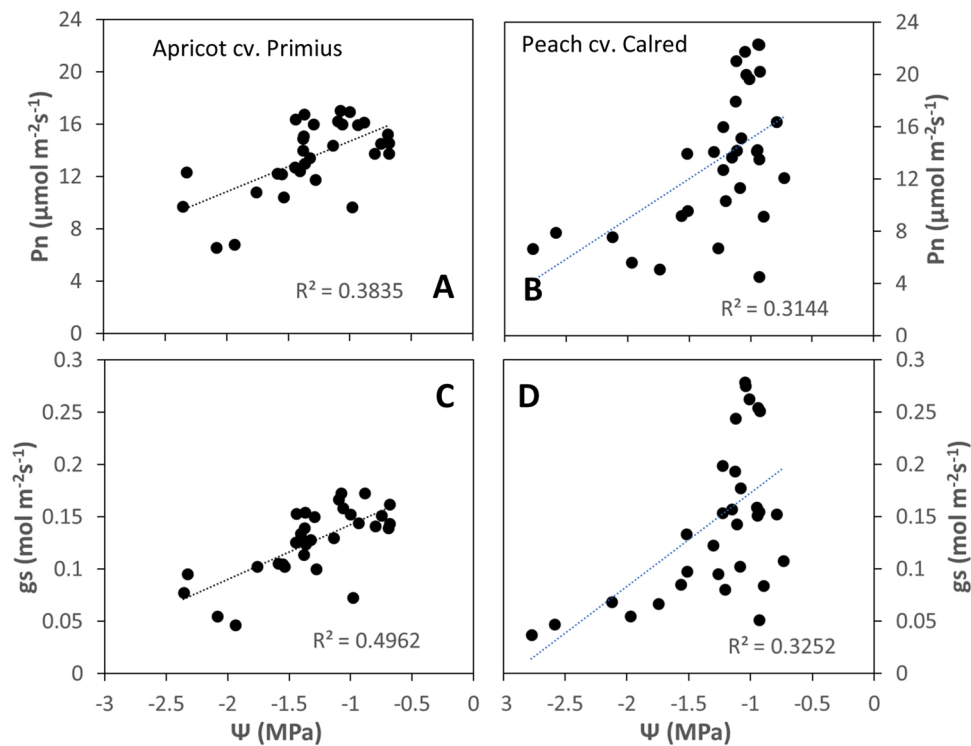 Apricot cv. Primius
Peach cv. Calred
24
20
16
12
8
4
0
Pn (µmol m⁻²s⁻¹)
A
R² = 0.3835
B
R² = 0.3144
24
20
16
12
8
4
0
Pn (µmol m⁻²s⁻¹)
0.3
0.25
0.2
0.15
0.1
0.05
0
gs (mol m⁻²s⁻¹)
C
R² = 0.4962
D
R² = 0.3252
0.3
0.25
0.2
0.15
0.1
0.05
0
gs (mol m⁻²s⁻¹)
-3 -2.5 -2 -1.5 -1 -0.5 0
3 -2.5 -2 -1.5 -1 -0.5 0
Ψ (MPa)
Ψ (MPa)